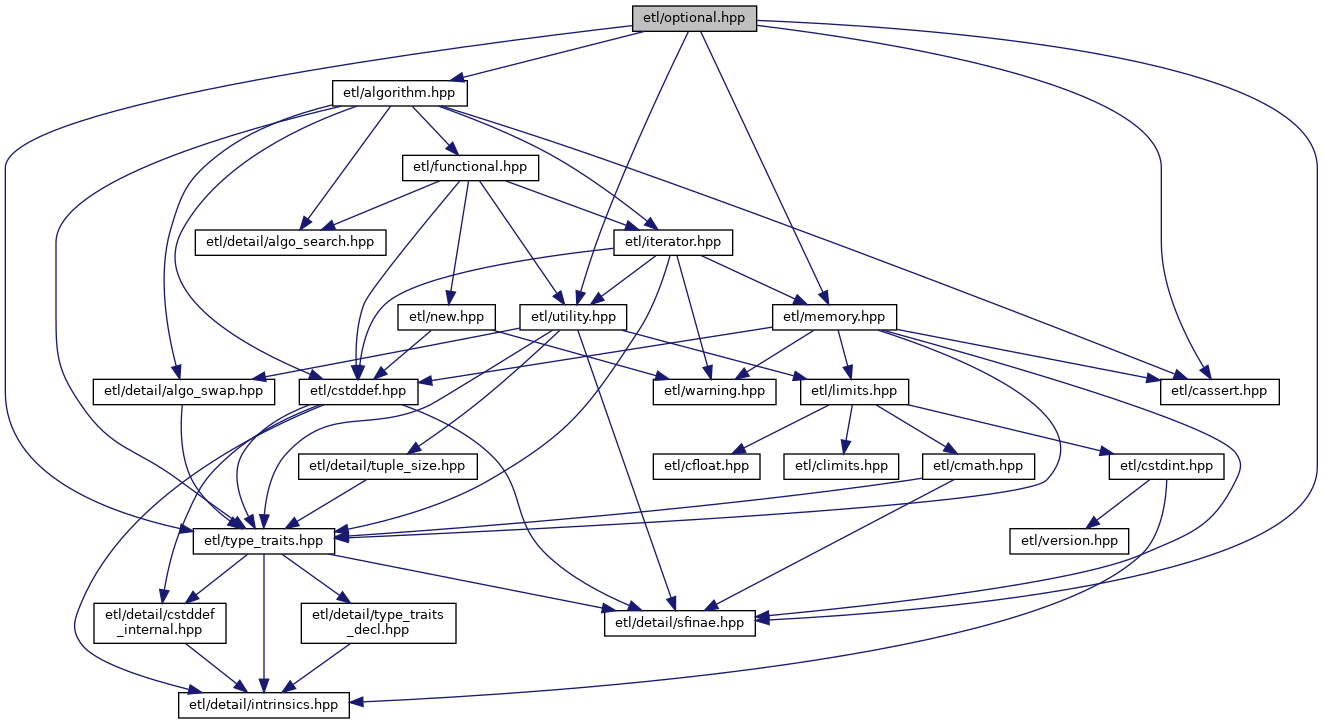 etl/optional.hpp
etl/algorithm.hpp
etl/functional.hpp
etl/detail/algo_search.hpp
etl/iterator.hpp
etl/new.hpp
etl/utility.hpp
etl/memory.hpp
etl/detail/algo_swap.hpp
etl/cstddef.hpp
etl/warning.hpp
etl/limits.hpp
etl/cassert.hpp
etl/detail/tuple_size.hpp
etl/cfloat.hpp
etl/climits.hpp
etl/cmath.hpp
etl/cstdint.hpp
etl/type_traits.hpp
etl/version.hpp
etl/detail/cstddef
_internal.hpp
etl/detail/type_traits
_decl.hpp
etl/detail/sfinae.hpp
etl/detail/intrinsics.hpp